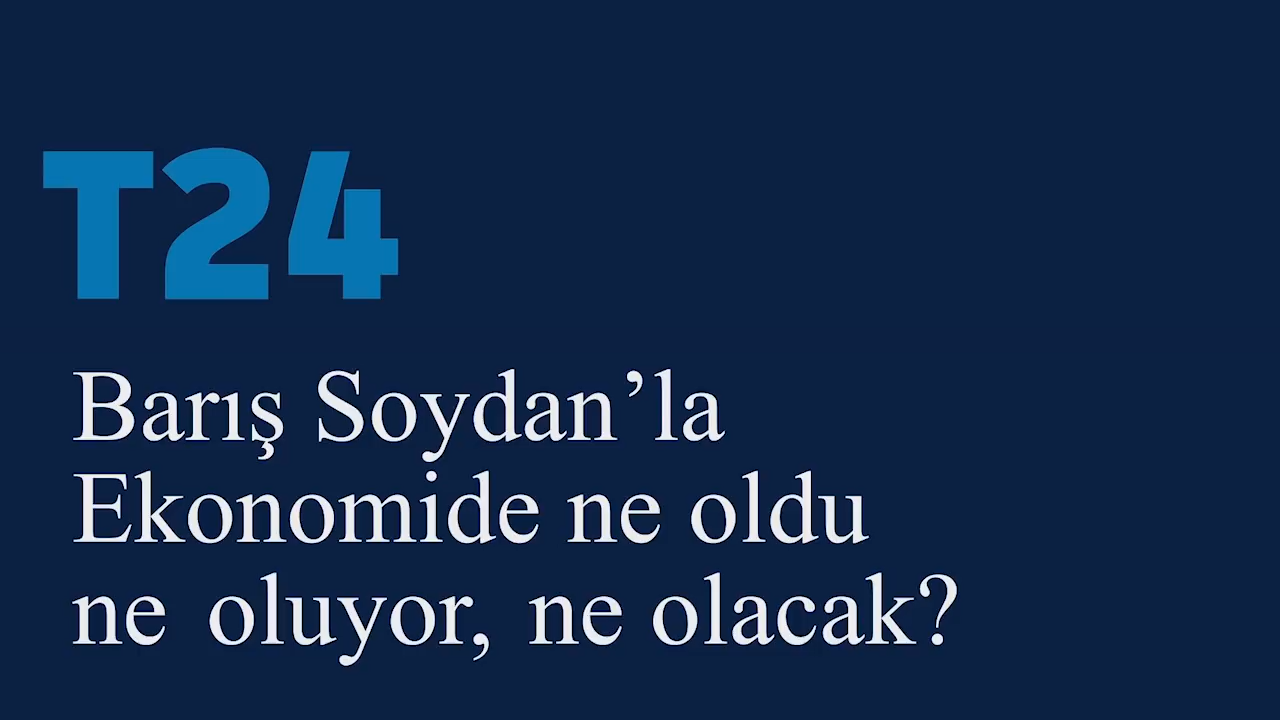 T24
Barış Soydan’la
Ekonomide ne oldu
ne oluyor, ne olacak?